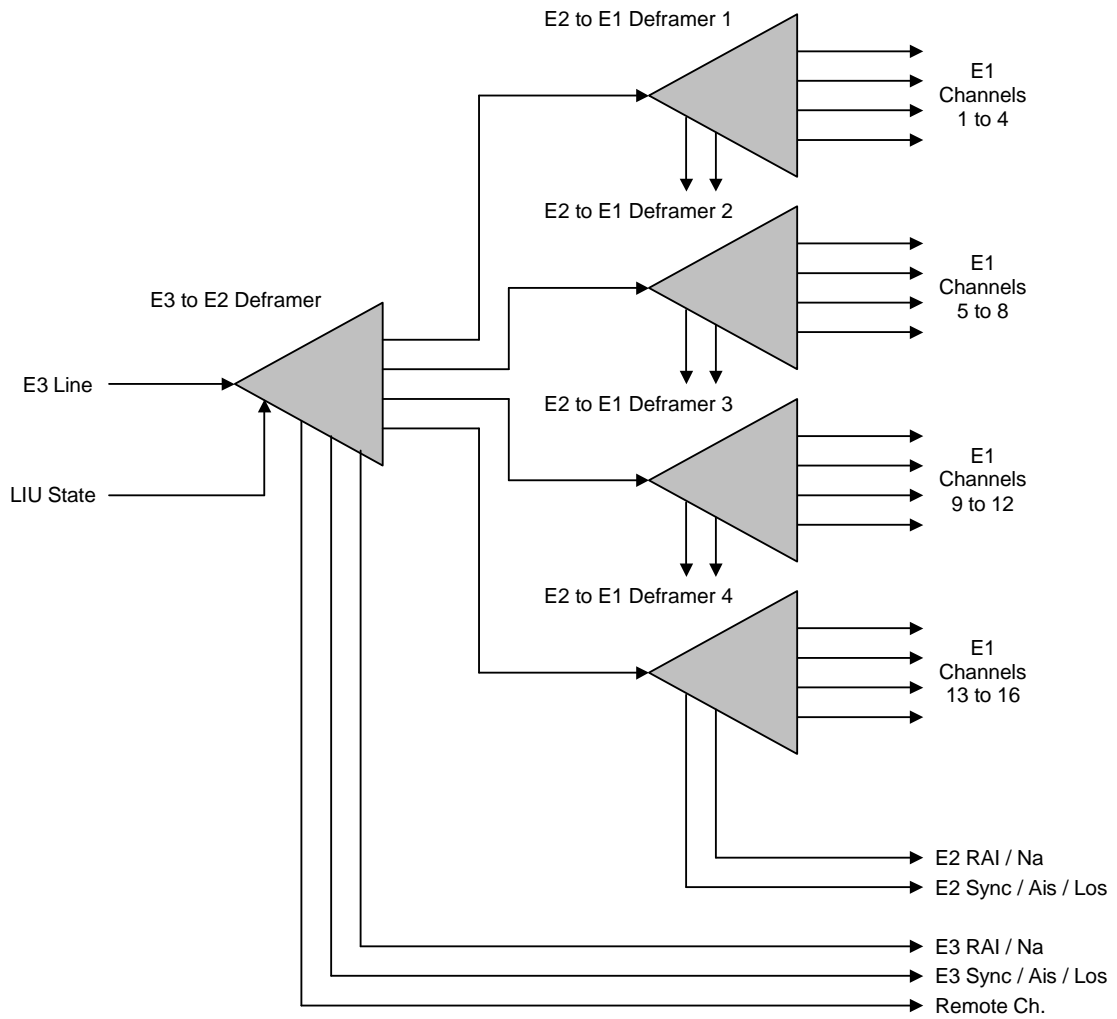 E2 to E1 Deframer 1
E1
Channels
1 to 4
E2 to E1 Deframer 2
E1
Channels
5 to 8
E3 to E2 Deframer
E3 Line
E2 to E1 Deframer 3
E1
Channels
9 to 12
LIU State
E2 to E1 Deframer 4
E1
Channels
13 to 16
E2 RAI / Na
E2 Sync / Ais / Los
E3 RAI / Na
E3 Sync / Ais / Los
Remote Ch.